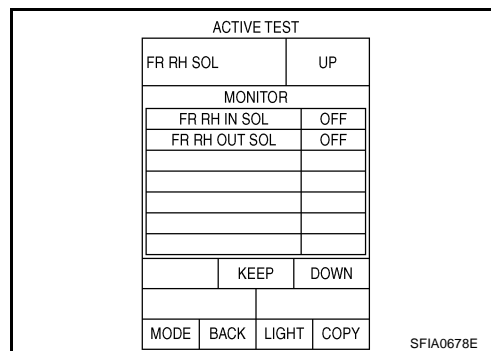 ACTIVE TEST
FR RH SOL UP
MONITOR
FR RH IN SOL OFF
FR RH OUT SOL OFF
KEEP DOWN
MODE BACK LIGHT COPY
SFIA0678E